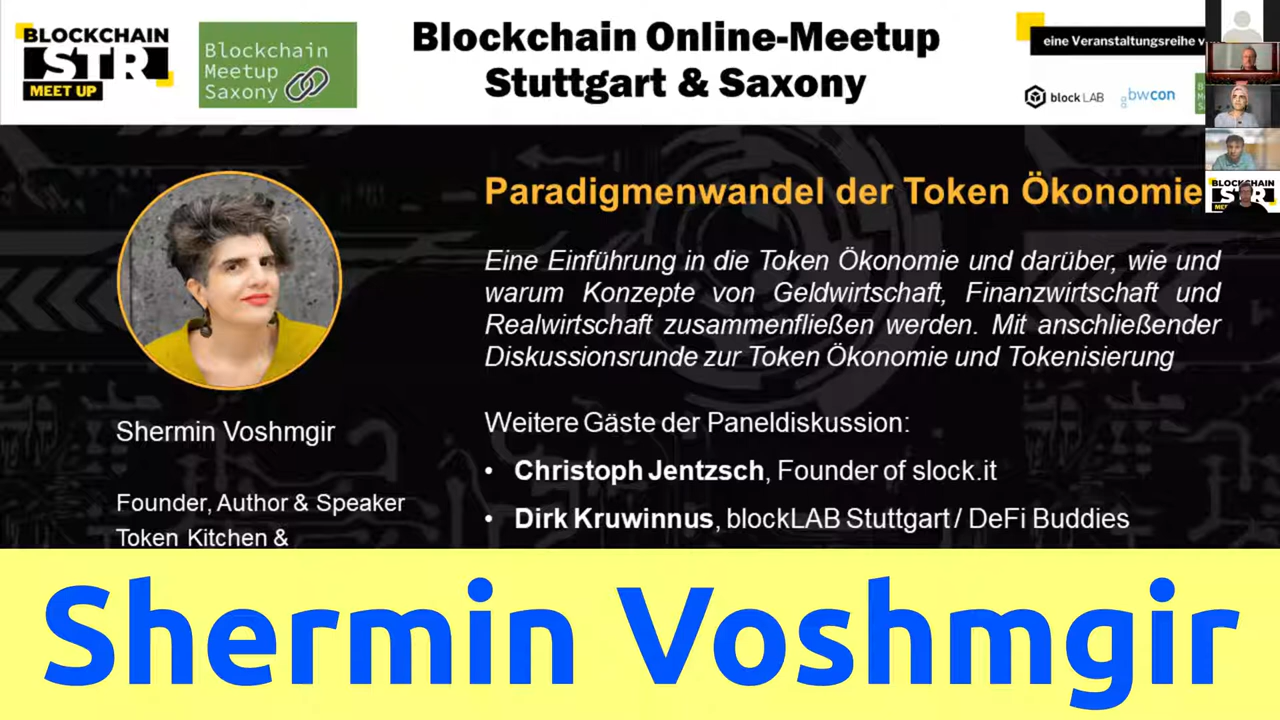 BLOCKCHAIN
STR
MEET UP
Blockchain
Meetup
Saxony
Blockchain Online-Meetup
Stuttgart & Saxony
eine Veranstaltungsreihe v
block LAB
bwcon
BLOCKCHAIN
STR
Paradigmenwandel der Token Ökonomie
Eine Einführung in die Token Ökonomie und darüber, wie und
warum Konzepte von Geldwirtschaft, Finanzwirtschaft und
Realwirtschaft zusammenfließen werden. Mit anschließender
Diskussionsrunde zur Token Ökonomie und Tokenisierung
Weitere Gäste der Paneldiskussion:
• Christoph Jentzsch, Founder of slock.it
• Dirk Kruwinnus, blockLAB Stuttgart / DeFi Buddies
Shermin Voshmgir
Founder, Author & Speaker
Token Kitchen &
Shermin Voshmgir